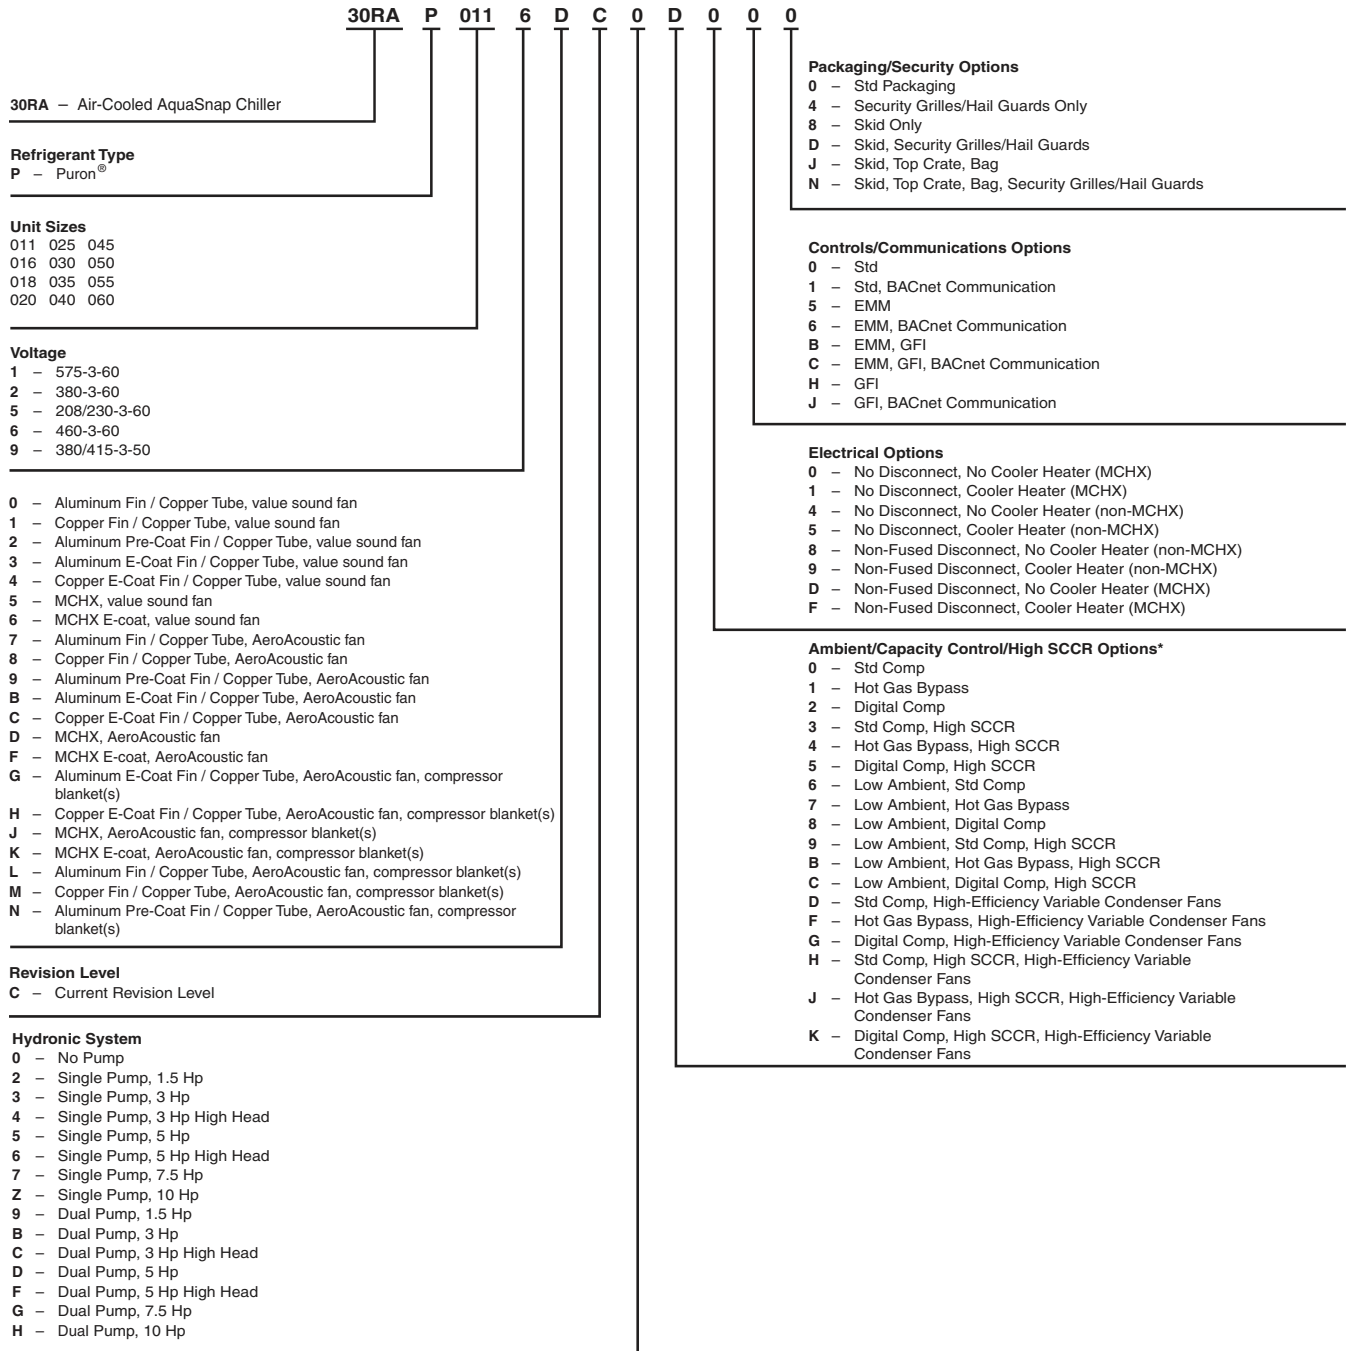 30RA P 011 6 D C 0 D 0 0 0
30RA – Air-Cooled AquaSnap Chiller
Refrigerant Type
P – Puron®
Unit Sizes
011 025 045
016 030 050
018 035 055
020 040 060
Voltage
1 – 575-3-60
2 – 380-3-60
5 – 208/230-3-60
6 – 460-3-60
9 – 380/415-3-50
0 – Aluminum Fin / Copper Tube, value sound fan
1 – Copper Fin / Copper Tube, value sound fan
2 – Aluminum Pre-Coat Fin / Copper Tube, value sound fan
3 – Aluminum E-Coat Fin / Copper Tube, value sound fan
4 – Copper E-Coat Fin / Copper Tube, value sound fan
5 – MCHX, value sound fan
6 – MCHX E-coat, value sound fan
7 – Aluminum Fin / Copper Tube, AeroAcoustic fan
8 – Copper Fin / Copper Tube, AeroAcoustic fan
9 – Aluminum Pre-Coat Fin / Copper Tube, AeroAcoustic fan
B – Aluminum E-Coat Fin / Copper Tube, AeroAcoustic fan
C – Copper E-Coat Fin / Copper Tube, AeroAcoustic fan
D – MCHX, AeroAcoustic fan
F – MCHX E-coat, AeroAcoustic fan
G – Aluminum E-Coat Fin / Copper Tube, AeroAcoustic fan, compressor
blanket(s)
H – Copper E-Coat Fin / Copper Tube, AeroAcoustic fan, compressor blanket(s)
J – MCHX, AeroAcoustic fan, compressor blanket(s)
K – MCHX E-coat, AeroAcoustic fan, compressor blanket(s)
L – Aluminum Fin / Copper Tube, AeroAcoustic fan, compressor blanket(s)
M – Copper Fin / Copper Tube, AeroAcoustic fan, compressor blanket(s)
N – Aluminum Pre-Coat Fin / Copper Tube, AeroAcoustic fan, compressor
blanket(s)
Revision Level
C – Current Revision Level
Hydronic System
0 – No Pump
2 – Single Pump, 1.5 Hp
3 – Single Pump, 3 Hp
4 – Single Pump, 3 Hp High Head
5 – Single Pump, 5 Hp
6 – Single Pump, 5 Hp High Head
7 – Single Pump, 7.5 Hp
Z – Single Pump, 10 Hp
9 – Dual Pump, 1.5 Hp
B – Dual Pump, 3 Hp
C – Dual Pump, 3 Hp High Head
D – Dual Pump, 5 Hp
F – Dual Pump, 5 Hp High Head
G – Dual Pump, 7.5 Hp
H – Dual Pump, 10 Hp
Packaging/Security Options
0 – Std Packaging
4 – Security Grilles/Hail Guards Only
8 – Skid Only
D – Skid, Security Grilles/Hail Guards
J – Skid, Top Crate, Bag
N – Skid, Top Crate, Bag, Security Grilles/Hail Guards
Controls/Communications Options
0 – Std
1 – Std, BACnet Communication
5 – EMM
6 – EMM, BACnet Communication
B – EMM, GFI
C – EMM, GFI, BACnet Communication
H – GFI
J – GFI, BACnet Communication
Electrical Options
0 – No Disconnect, No Cooler Heater (MCHX)
1 – No Disconnect, Cooler Heater (MCHX)
4 – No Disconnect, No Cooler Heater (non-MCHX)
5 – No Disconnect, Cooler Heater (non-MCHX)
8 – Non-Fused Disconnect, No Cooler Heater (non-MCHX)
9 – Non-Fused Disconnect, Cooler Heater (non-MCHX)
D – Non-Fused Disconnect, No Cooler Heater (MCHX)
F – Non-Fused Disconnect, Cooler Heater (MCHX)
Ambient/Capacity Control/High SCCR Options*
0 – Std Comp
1 – Hot Gas Bypass
2 – Digital Comp
3 – Std Comp, High SCCR
4 – Hot Gas Bypass, High SCCR
5 – Digital Comp, High SCCR
6 – Low Ambient, Std Comp
7 – Low Ambient, Hot Gas Bypass
8 – Low Ambient, Digital Comp
9 – Low Ambient, Std Comp, High SCCR
B – Low Ambient, Hot Gas Bypass, High SCCR
C – Low Ambient, Digital Comp, High SCCR
D – Std Comp, High-Efficiency Variable Condenser Fans
F – Hot Gas Bypass, High-Efficiency Variable Condenser Fans
G – Digital Comp, High-Efficiency Variable Condenser Fans
H – Std Comp, High SCCR, High-Efficiency Variable
Condenser Fans
J – Hot Gas Bypass, High SCCR, High-Efficiency Variable
Condenser Fans
K – Digital Comp, High SCCR, High-Efficiency Variable
Condenser Fans